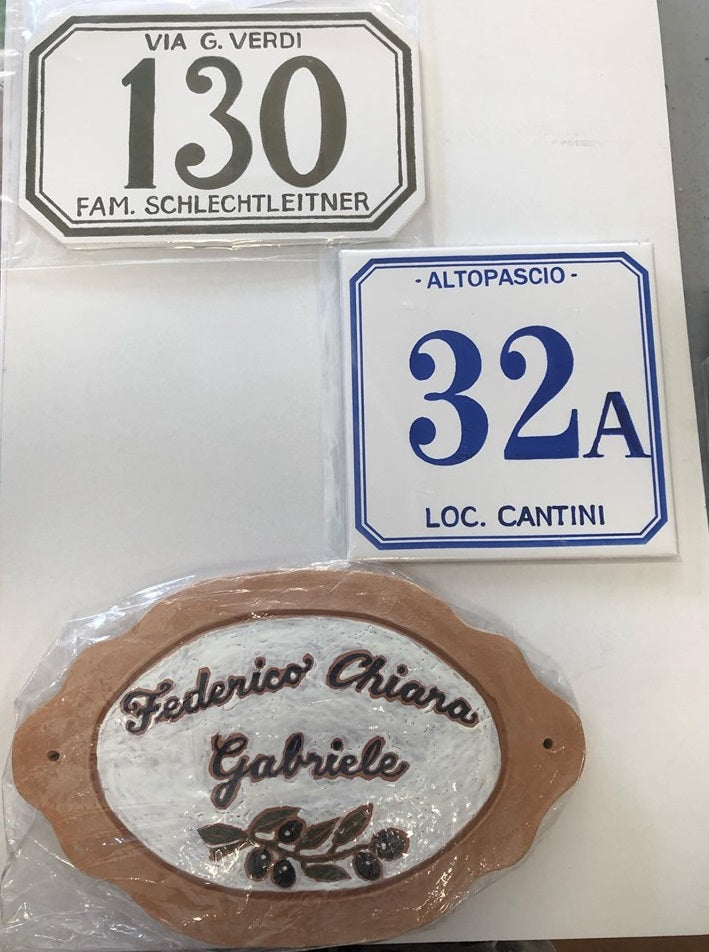 VIA G. VERDI
130
FAM. SCHLECHTLEITNER
- ALTOPASCIO -
32A
LOC. CANTINI
Federico Chiara
Gabriele